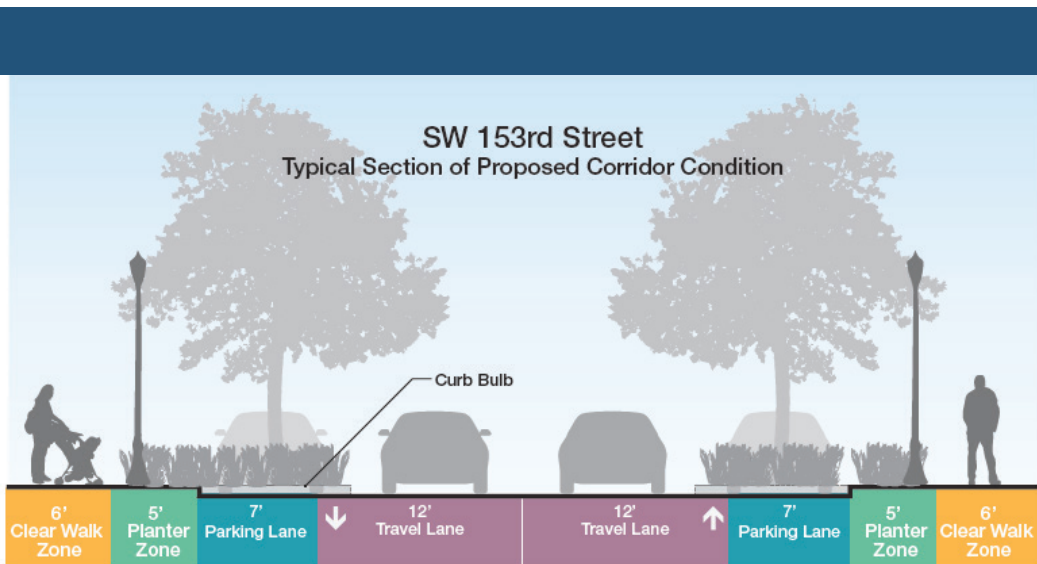 SW 153rd Street
Typical Section of Proposed Corridor Condition
Curb Bulb
6'
Clear Walk
Zone
5'
Planter
Zone
7'
Parking Lane
12'
Travel Lane
12'
Travel Lane
7'
Parking Lane
5'
Planter
Zone
6'
Clear Walk
Zone